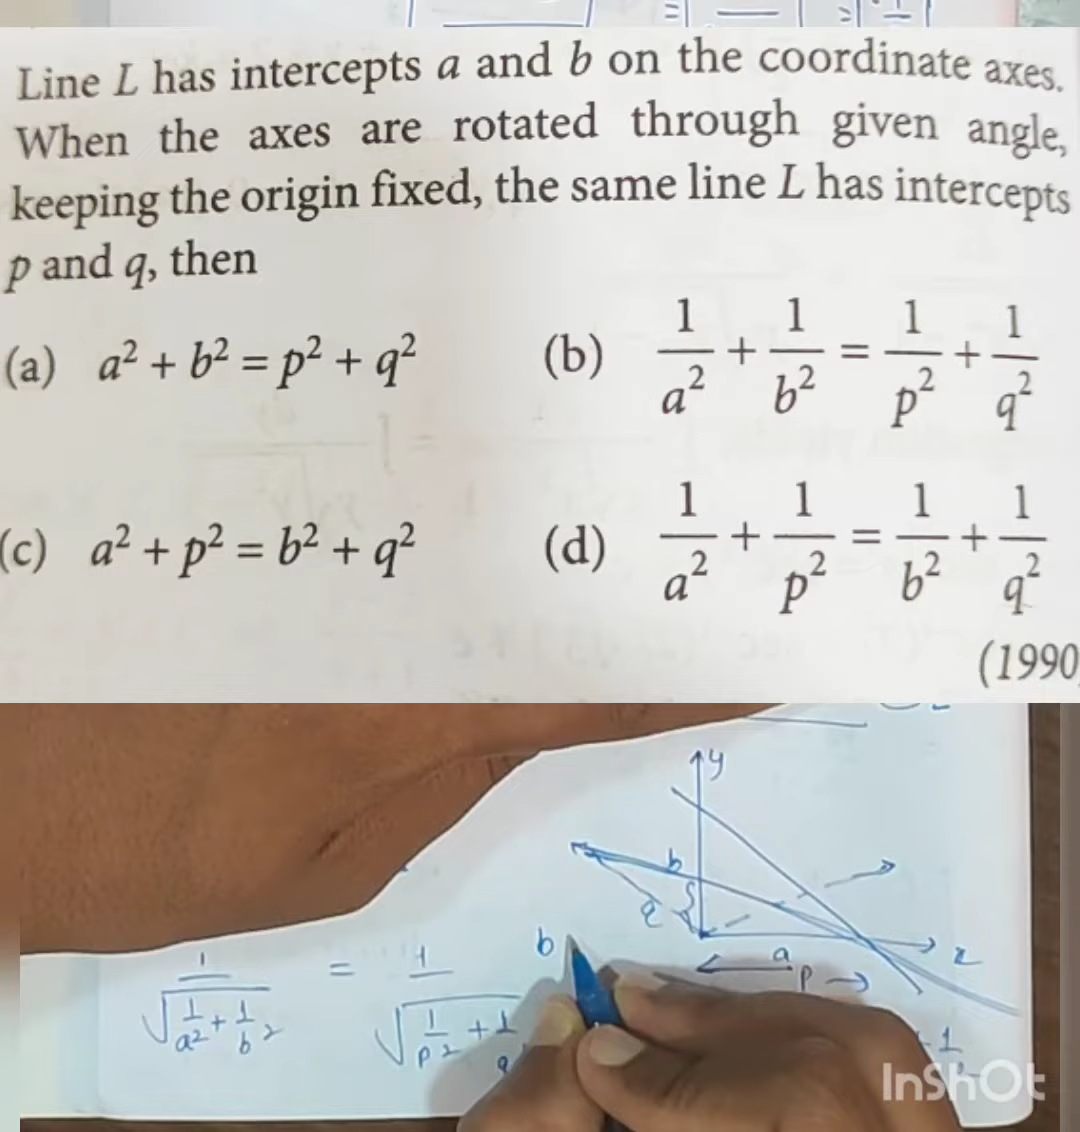 Line L has intercepts a and b on the coordinate axes.
When the axes are rotated through given angle,
keeping the origin fixed, the same line L has intercepts
p and q, then
(a) a² + b² = p² + q² (b) 1/a² + 1/b² = 1/p² + 1/q²
(c) a² + p² = b² + q² (d) 1/a² + 1/p² = 1/b² + 1/q²
(1990
y
b
a
p
b
1/√(1/a² + 1/b²) = 1/√(1/p² + 1/q
InShOt